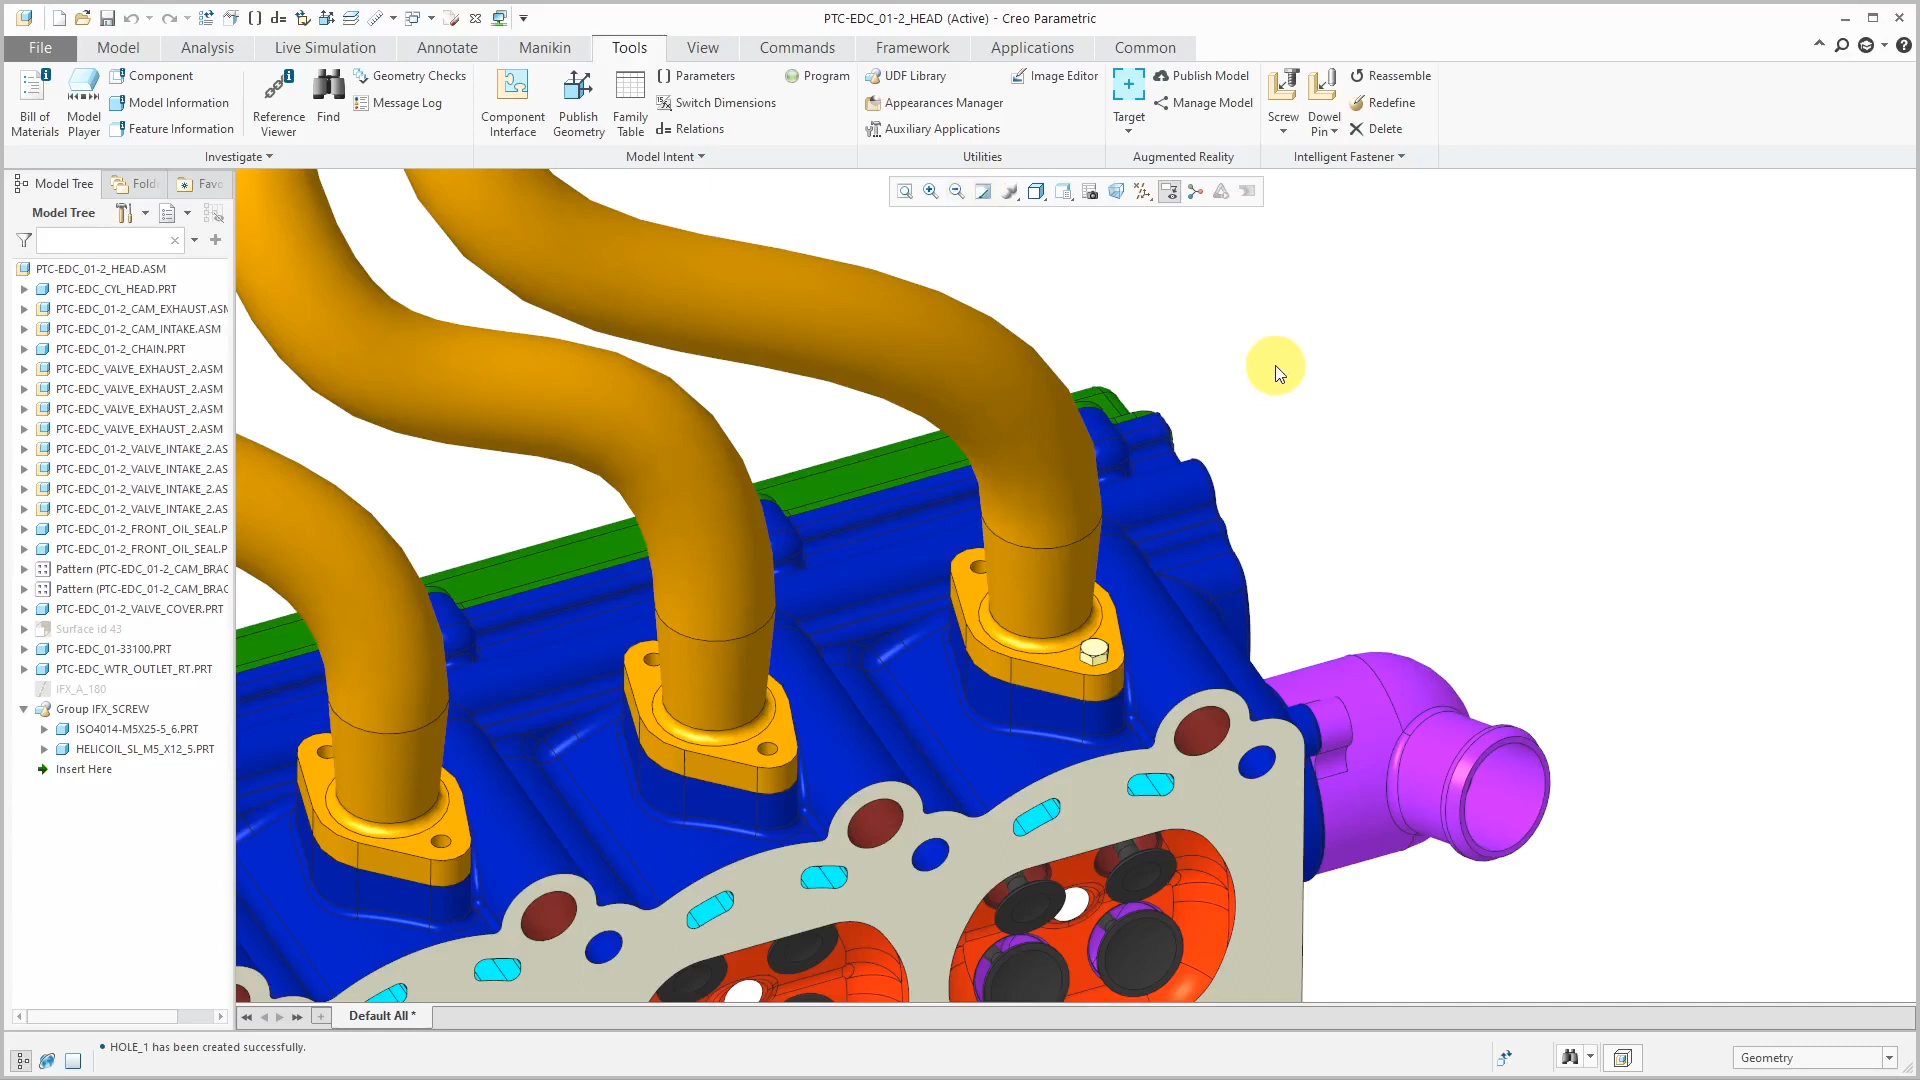 PTC-EDC_01-2_HEAD (Active) - Creo Parametric
File Model Analysis Live Simulation Annotate Manikin Tools View Commands Framework Applications Common
Bill of Materials
Model Player
Component
Model Information
Feature Information
Reference Viewer
Find
Geometry Checks
Message Log
Component Interface
Publish Geometry
Family Table
Parameters
Switch Dimensions
d= Relations
Program
UDF Library
Appearances Manager
Auxiliary Applications
Image Editor
Target
Publish Model
Manage Model
Screw
Dowel Pin
Reassemble
Redefine
Delete
Investigate Model Intent Utilities Augmented Reality Intelligent Fastener
Model Tree Fold Favo
Model Tree
PTC-EDC_01-2_HEAD.ASM
PTC-EDC_CYL_HEAD.PRT
PTC-EDC_01-2_CAM_EXHAUST.ASM
PTC-EDC_01-2_CAM_INTAKE.ASM
PTC-EDC_01-2_CHAIN.PRT
PTC-EDC_VALVE_EXHAUST_2.ASM
PTC-EDC_VALVE_EXHAUST_2.ASM
PTC-EDC_VALVE_EXHAUST_2.ASM
PTC-EDC_VALVE_EXHAUST_2.ASM
PTC-EDC_01-2_VALVE_INTAKE_2.AS
PTC-EDC_01-2_VALVE_INTAKE_2.AS
PTC-EDC_01-2_VALVE_INTAKE_2.AS
PTC-EDC_01-2_VALVE_INTAKE_2.AS
PTC-EDC_01-2_FRONT_OIL_SEAL.P
PTC-EDC_01-2_FRONT_OIL_SEAL.P
Pattern (PTC-EDC_01-2_CAM_BRAC
Pattern (PTC-EDC_01-2_CAM_BRAC
PTC-EDC_01-2_VALVE_COVER.PRT
Surface id 43
PTC-EDC_01-33100.PRT
PTC-EDC_WTR_OUTLET_RT.PRT
IFX_A_180
Group IFX_SCREW
ISO4014-M5X25-5_6.PRT
HELICOIL_SL_M5_X12_5.PRT
Insert Here
Default All *
• HOLE_1 has been created successfully.
Geometry